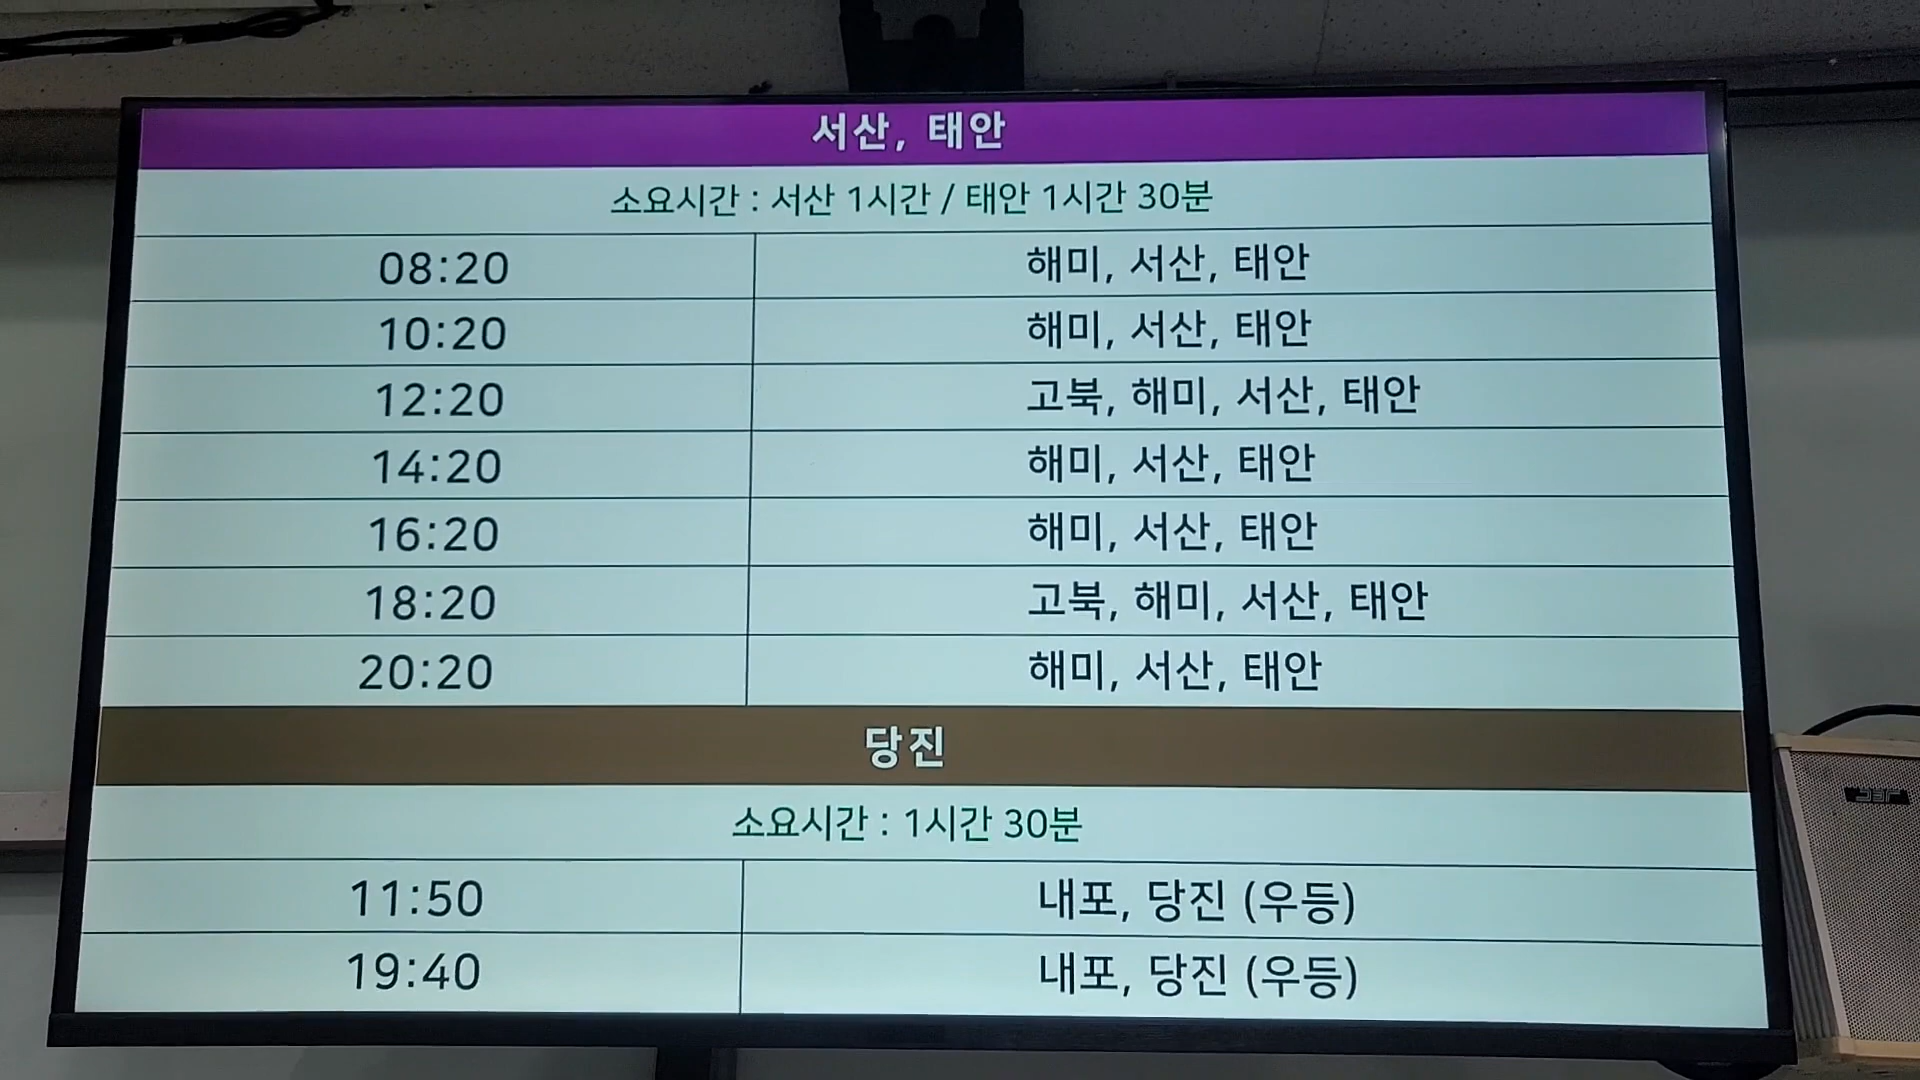 서산, 태안
소요시간 : 서산 1시간 / 태안 1시간 30분
08:20 해미, 서산, 태안
10:20 해미, 서산, 태안
12:20 고북, 해미, 서산, 태안
14:20 해미, 서산, 태안
16:20 해미, 서산, 태안
18:20 고북, 해미, 서산, 태안
20:20 해미, 서산, 태안
당진
소요시간 : 1시간 30분
11:50 내포, 당진 (우등)
19:40 내포, 당진 (우등)